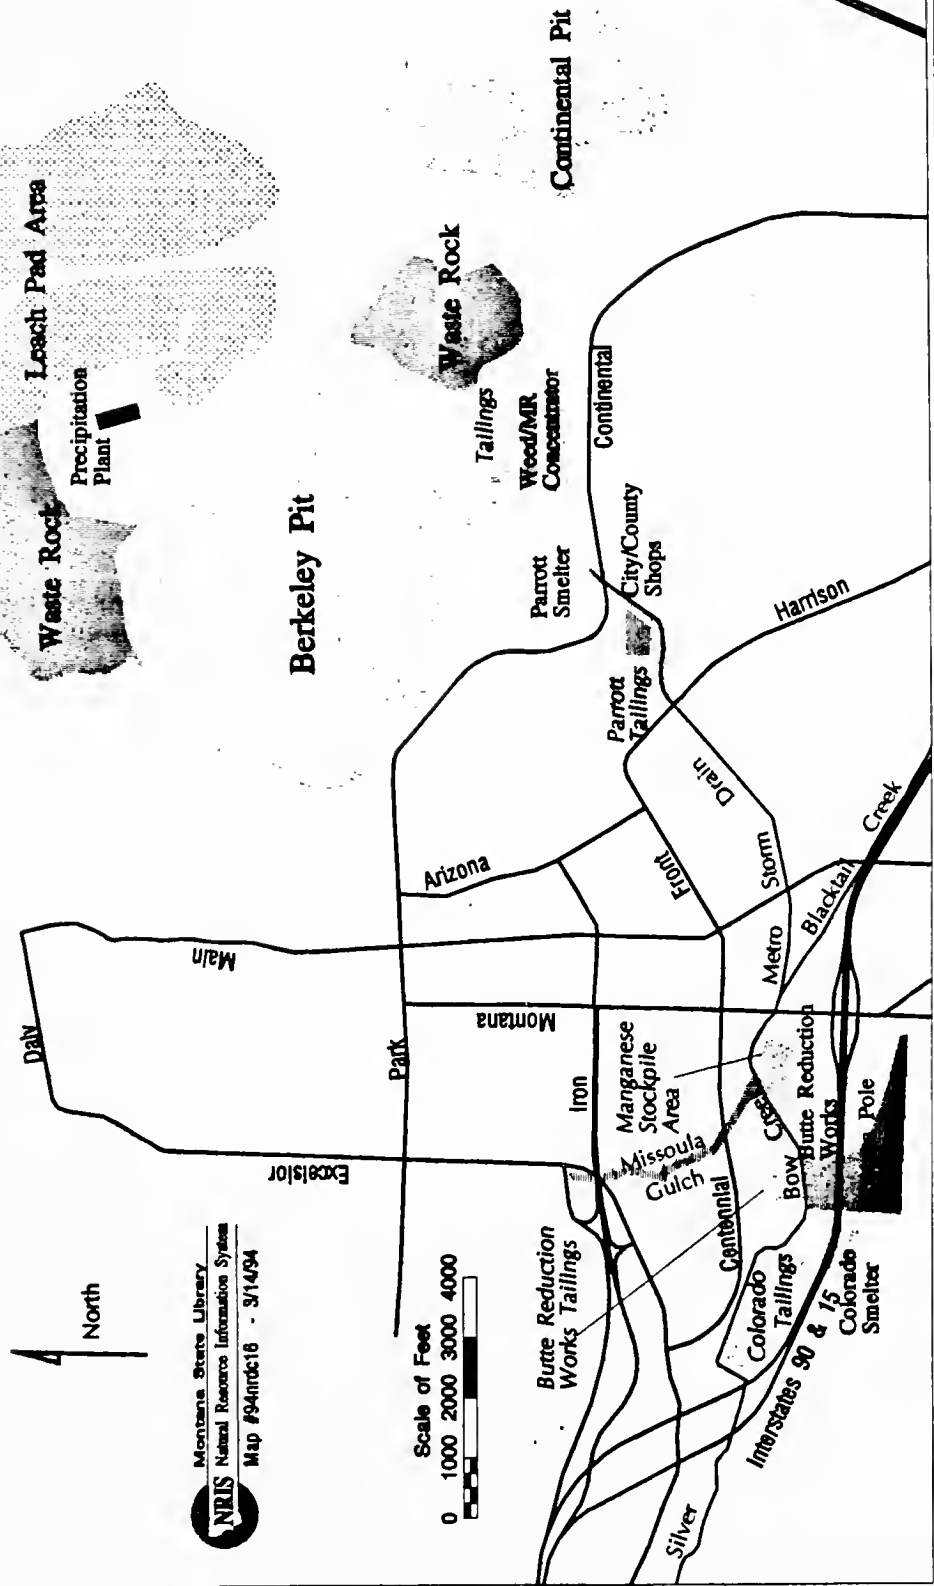 North
Montana State Library
NRIS Natural Resource Information System
Map #94nrdc16 - 3/14/94
Scale of Feet
0 1000 2000 3000 4000
Daly
Main
Excelsior
Park
Montana
Arizona
Iron
Front
Waste Rock
Leach Pad Area
Precipitation
Plant
Berkeley Pit
Waste Rock
Tailings
Weed/MR
Concentrator
Continental Pit
Continental
Parrott
Smelter
City/County
Shops
Parrott
Tailings
Harrison
Metro
Storm
Drain
Blacktail
Creek
Manganese
Stockpile
Area
Missoula
Gulch
Centennial
Butte Reduction
Works Tailings
Silver
Bow
Creek
Butte Reduction
Works
Pole
Colorado
Tailings
Colorado
Smelter
Interstates 90 & 15